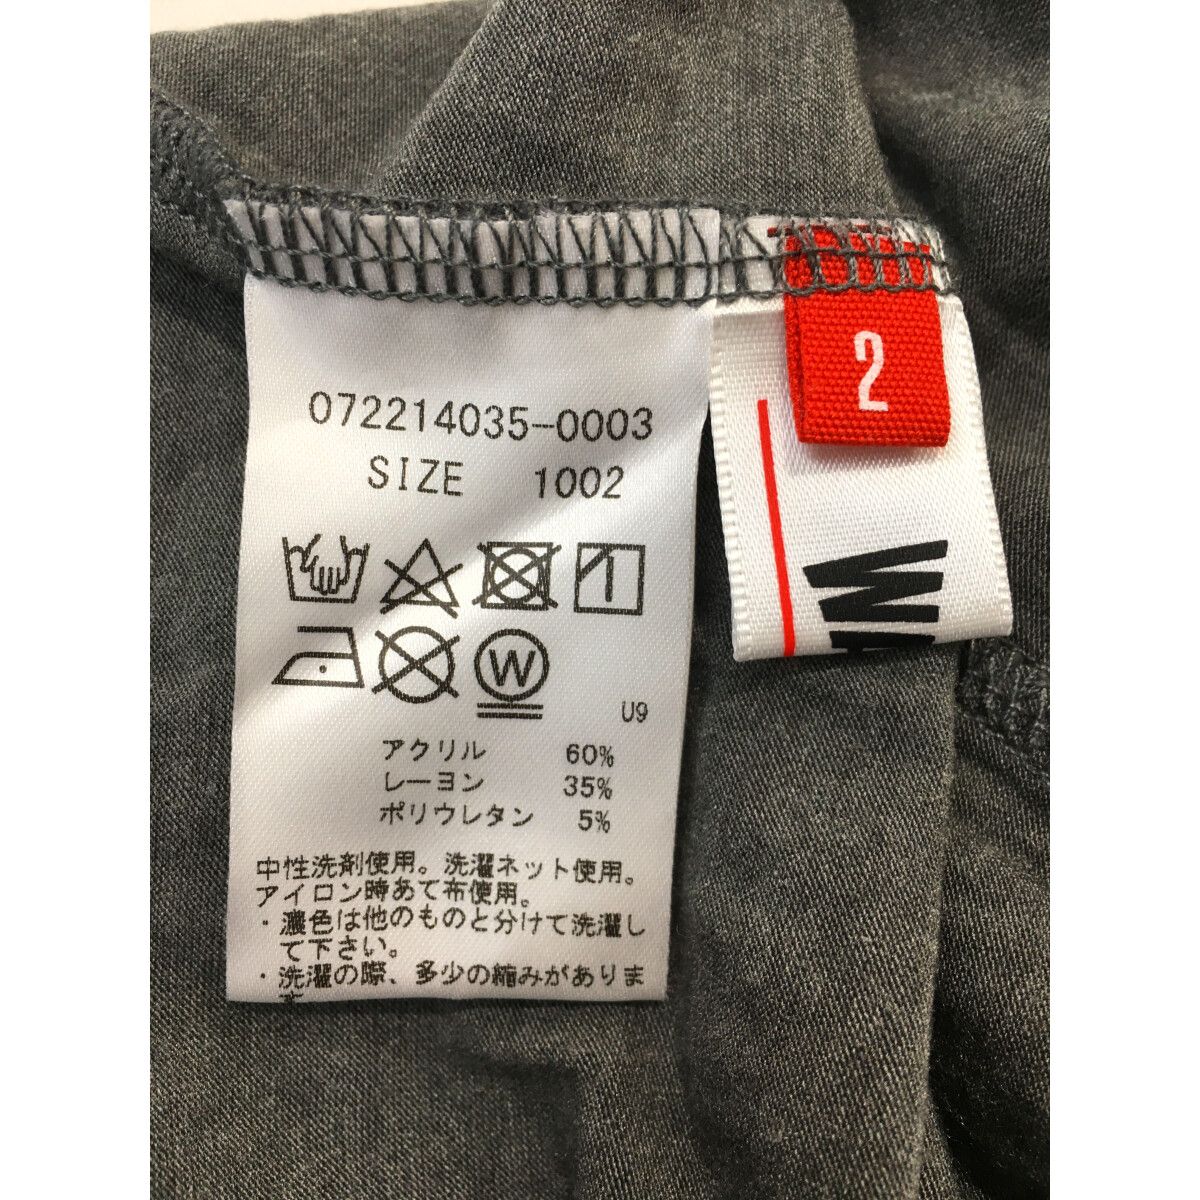 072214035-0003
SIZE 1002
W
U9
アクリル 60%
レーヨン 35%
ポリウレタン 5%
中性洗剤使用。洗濯ネット使用。
アイロン時あて布使用。
・濃色は他のものと分けて洗濯し
て下さい。
・洗濯の際、多少の縮みがありま
す
2